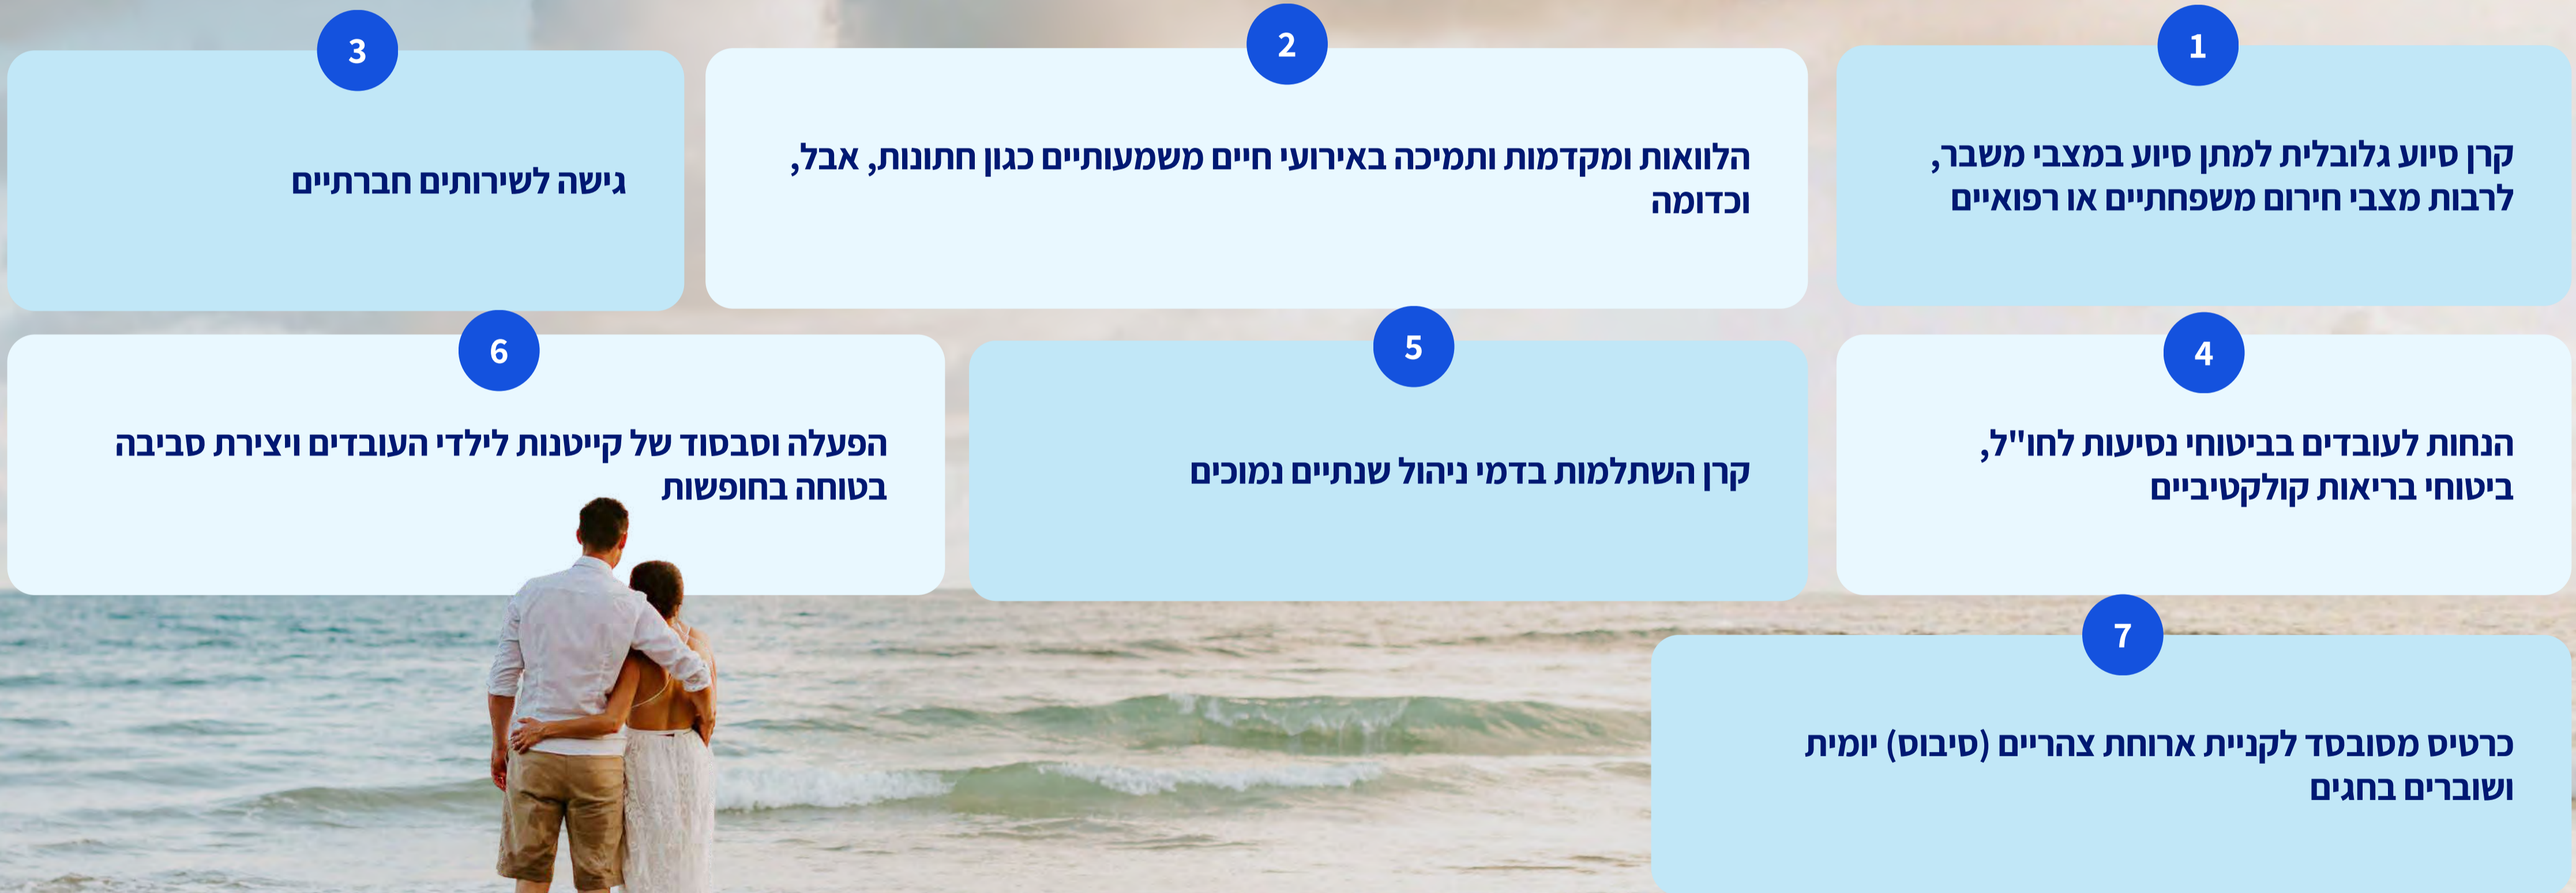 1
קרן סיוע גלובלית למתן סיוע במצבי משבר,
לרבות מצבי חירום משפחתיים או רפואיים
2
הלוואות ומקדמות ותמיכה באירועי חיים משמעותיים כגון חתונות, אבל,
וכדומה
3
גישה לשירותים חברתיים
4
הנחות לעובדים בביטוחי נסיעות לחו"ל,
ביטוחי בריאות קולקטיביים
5
קרן השתלמות בדמי ניהול שנתיים נמוכים
6
הפעלה וסבסוד של קייטנות לילדי העובדים ויצירת סביבה
בטוחה בחופשות
7
כרטיס מסובסד לקניית ארוחת צהריים (סיבוס) יומית
ושוברים בחגים